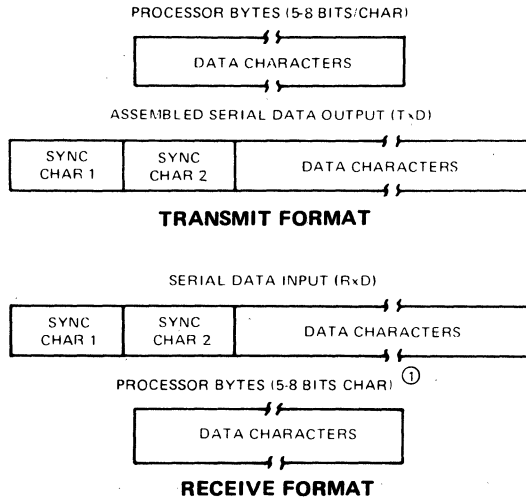 PROCESSOR BYTES (5-8 BITS/CHAR)
DATA CHARACTERS
ASSEMBLED SERIAL DATA OUTPUT (TxD)
SYNC CHAR 1
SYNC CHAR 2
DATA CHARACTERS
TRANSMIT FORMAT
SERIAL DATA INPUT (RxD)
SYNC CHAR 1
SYNC CHAR 2
DATA CHARACTERS
PROCESSOR BYTES (5-8 BITS CHAR) ①
DATA CHARACTERS
RECEIVE FORMAT